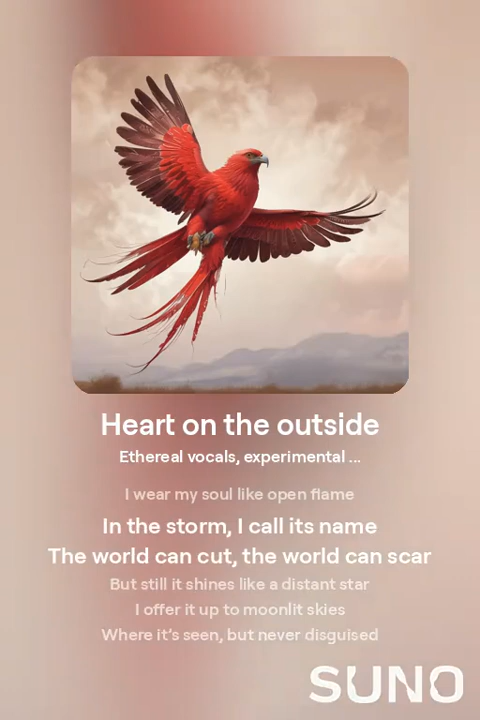 Heart on the outside
Ethereal vocals, experimental ...
I wear my soul like open flame
In the storm, I call its name
The world can cut, the world can scar
But still it shines like a distant star
I offer it up to moonlit skies
Where it's seen, but never disguised
SUNO